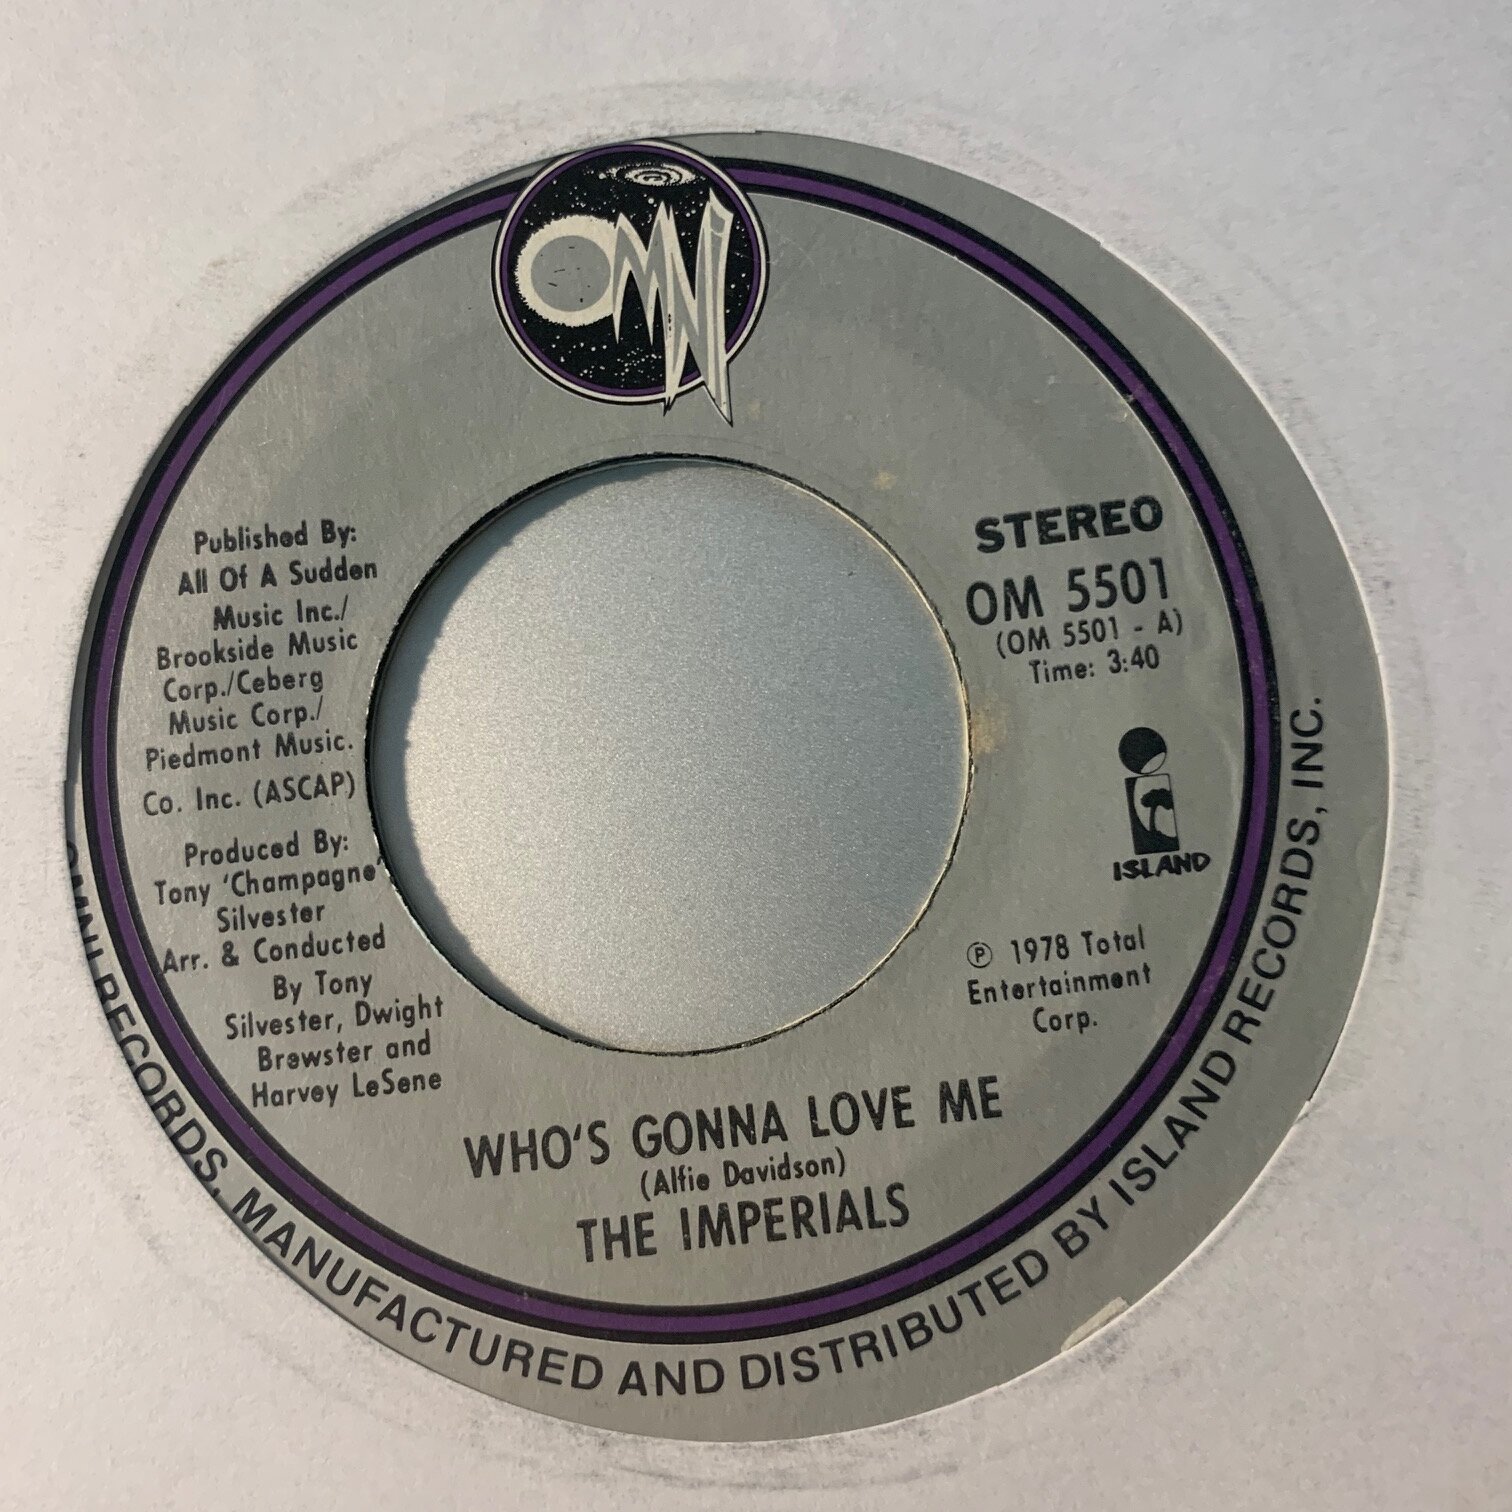 OMNI
Published By:
All Of A Sudden
Music Inc./
Brookside Music
Corp./Ceberg
Music Corp./
Piedmont Music.
Co. Inc. (ASCAP)
Produced By:
Tony 'Champagne'
Silvester
Arr. & Conducted
By Tony
Silvester, Dwight
Brewster and
Harvey LeSene
STEREO
OM 5501
(OM 5501 - A)
Time: 3:40
ISLAND
℗ 1978 Total
Entertainment
Corp.
WHO'S GONNA LOVE ME
(Alfie Davidson)
THE IMPERIALS
OMNI RECORDS, MANUFACTURED AND DISTRIBUTED BY ISLAND RECORDS, INC.